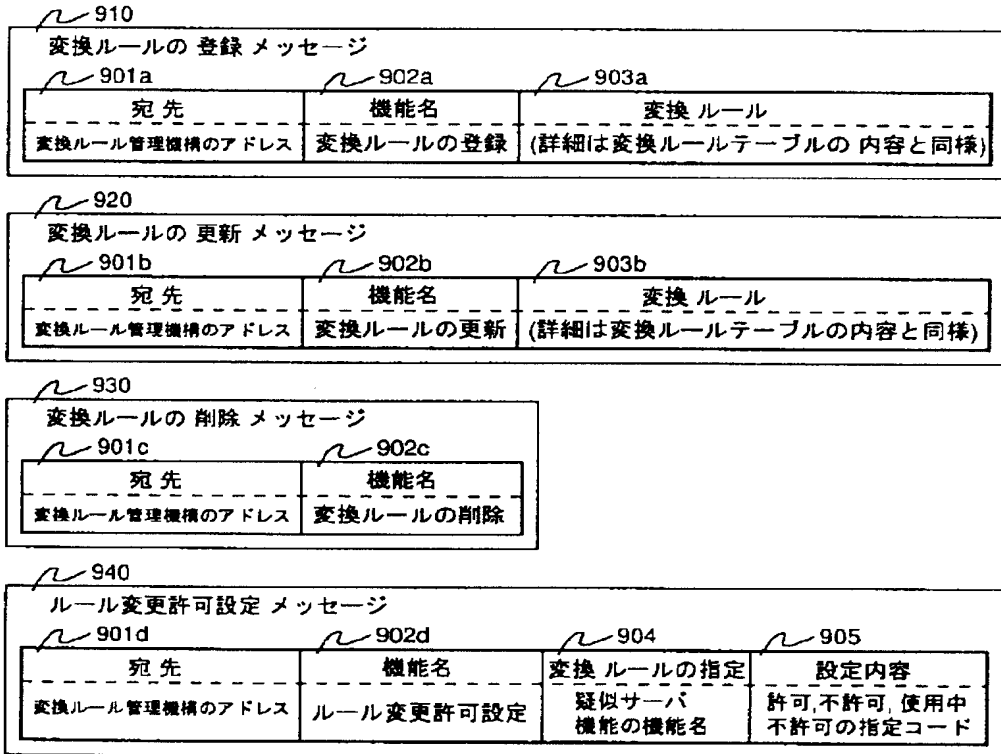 910
変換ルールの 登録 メッセージ
901a 902a 903a
宛 先 機能名 変換 ルール
変換ルール管理機構のアドレス 変換ルールの登録 (詳細は変換ルールテーブルの 内容と同様)
920
変換ルールの 更新 メッセージ
901b 902b 903b
宛 先 機能名 変換 ルール
変換ルール管理機構のアドレス 変換ルールの更新 (詳細は変換ルールテーブルの内容と同様)
930
変換ルールの 削除 メッセージ
901c 902c
宛 先 機能名
変換ルール管理機構のアドレス 変換ルールの削除
940
ルール変更許可設定 メッセージ
901d 902d 904 905
宛 先 機能名 変換 ルールの指定 設定内容
変換ルール管理機構のアドレス ルール変更許可設定 疑似サーバ 許可,不許可, 使用中
機能の機能名 不許可の指定コード